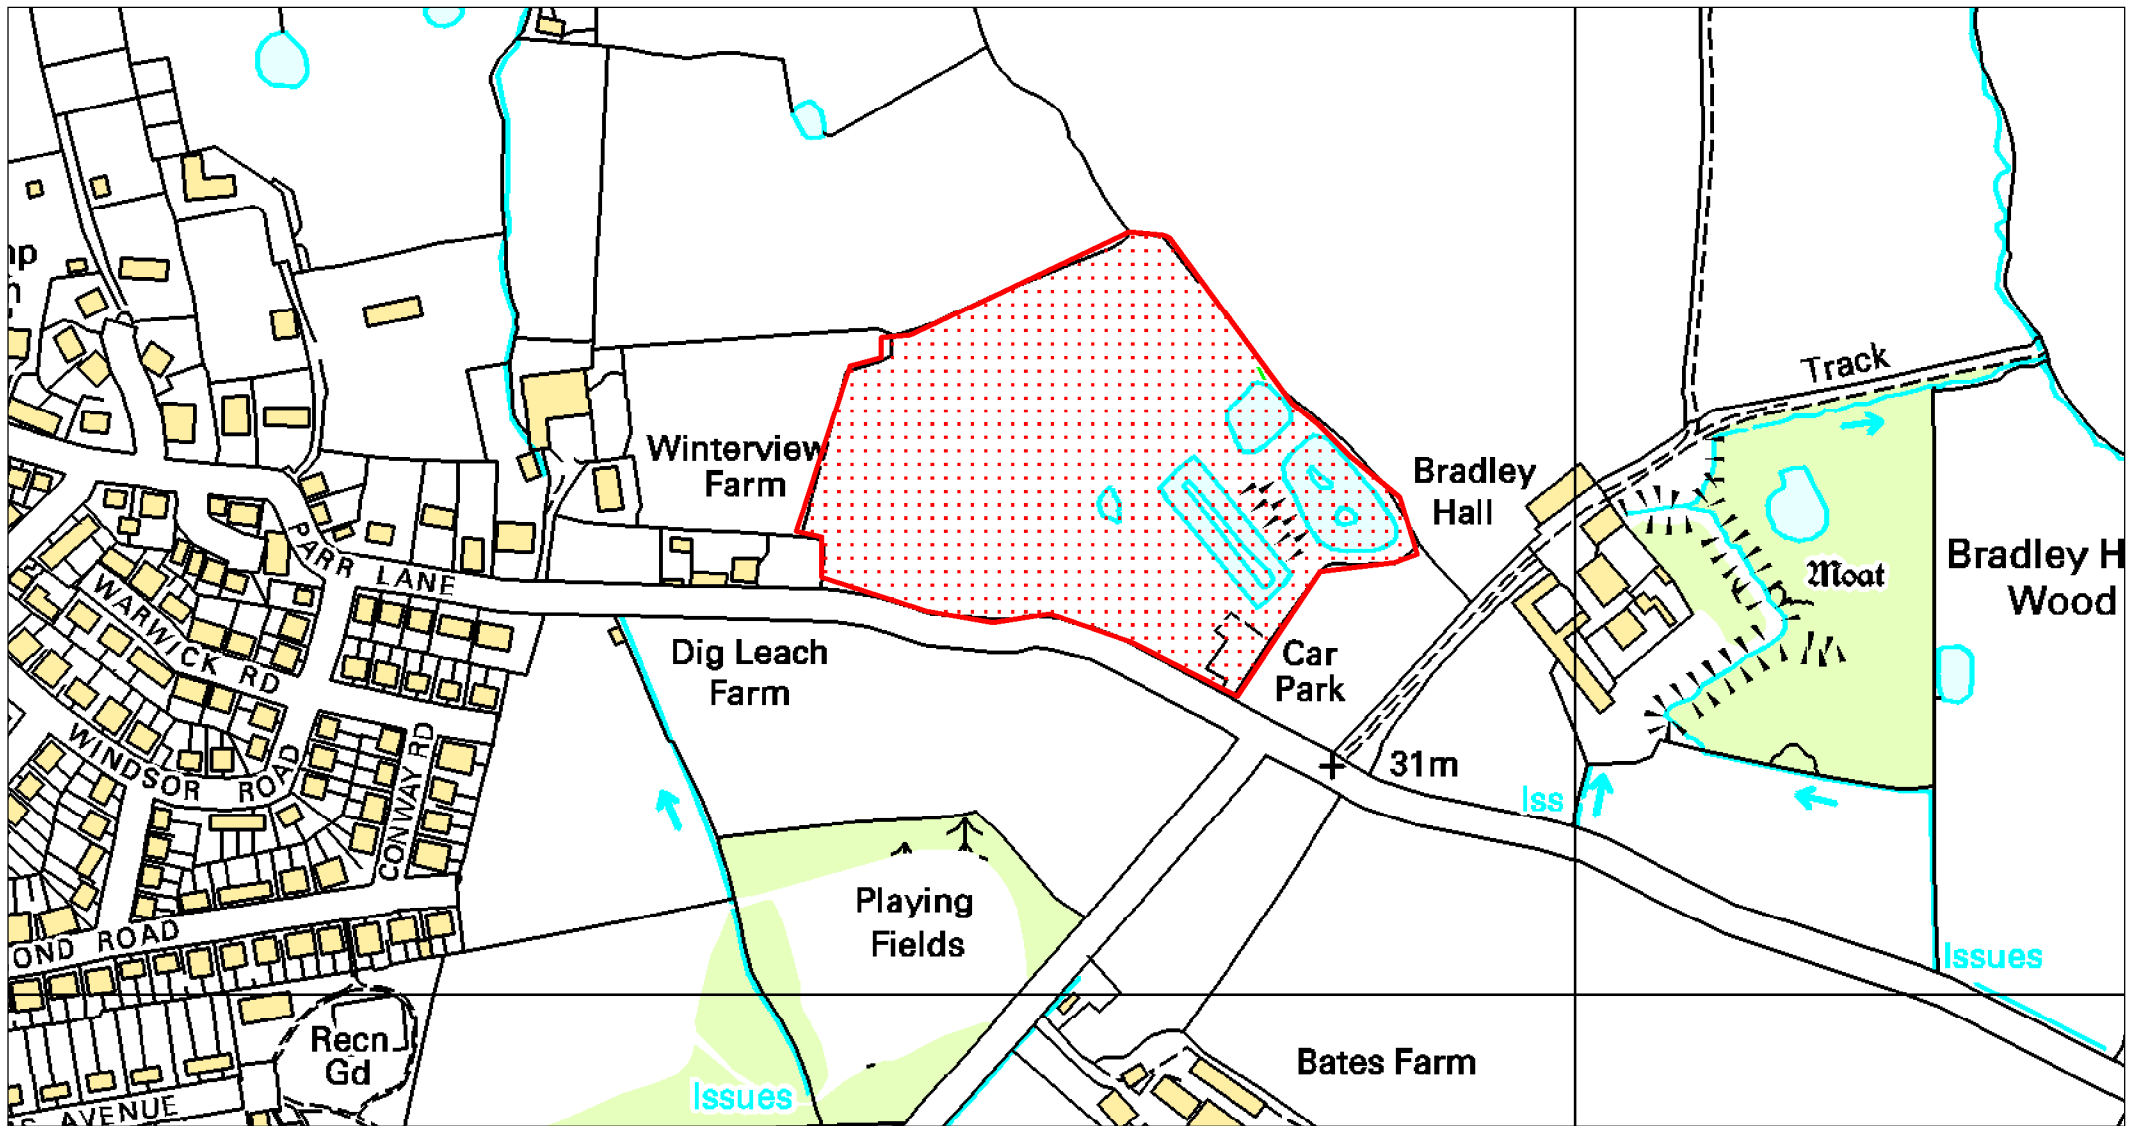 Track
Winterview
Farm
Bradley
Hall
Moat
Bradley H
Wood
PARR LANE
WARWICK RD
Dig Leach
Farm
Car
Park
WINDSOR ROAD
CONWAY RD
31m
Iss
Playing
Fields
OND ROAD
Issues
Recn
Gd
Bates Farm
Issues
AVENUE